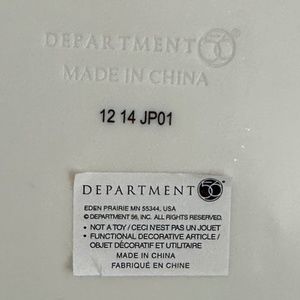 DEPARTMENT 56
MADE IN CHINA
12 14 JP01
DEPARTMENT 56
EDEN PRAIRIE MN 55344, USA
© DEPARTMENT 56, INC. ALL RIGHTS RESERVED.
• NOT A TOY / CECI N'EST PAS UN JOUET
• FUNCTIONAL DECORATIVE ARTICLE /
OBJET DÉCORATIF ET UTILITAIRE
MADE IN CHINA
FABRIQUÉ EN CHINE